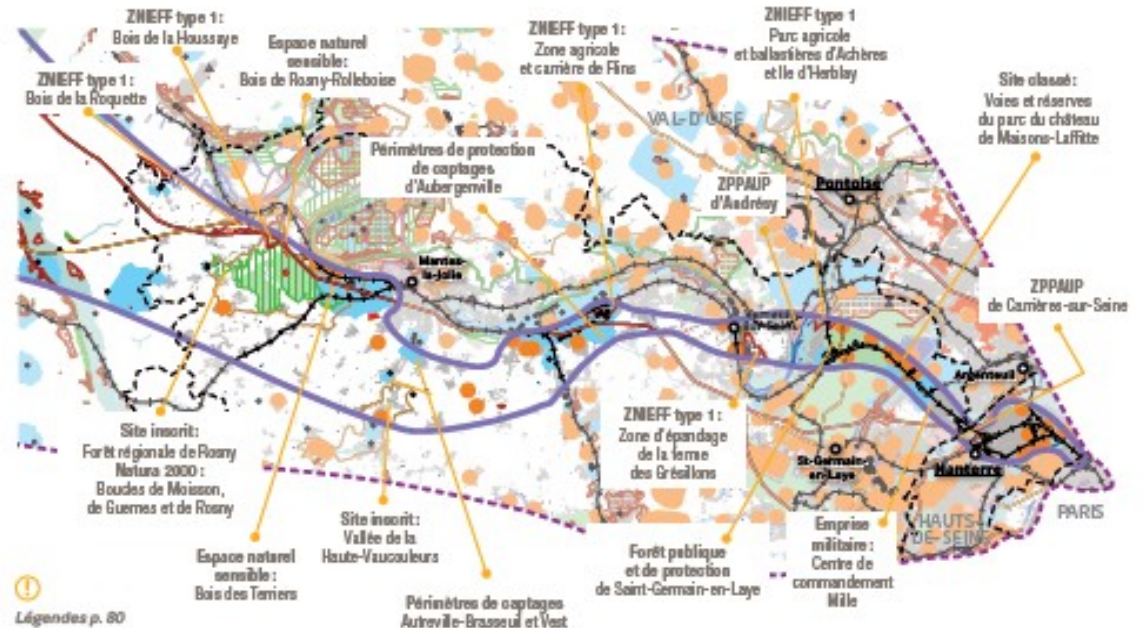 ZNIEFF type 1 :
Bois de la Houssaye
ZNIEFF type 1 :
Bois de la Roquette
Espace naturel
sensible :
Bois de Rosny-Rolleboise
ZNIEFF type 1 :
Zone agricole
et carrière de Flins
ZNIEFF type 1
Parc agricole
et ballastières d'Achères
et Ile d'Herblay
Site classé :
Voies et réserves
du parc du château
de Maisons-Laffitte
VAL-D'OISE
Périmètres de protection
de captages
d'Aubergenville
ZPPAUP
d'Andrésy
Pontoise
Mantes-
la-Jolie
ZPPAUP
de Carrières-sur-Seine
Argenteuil
ZNIEFF type 1 :
Zone d'épandage
de la ferme
des Grésillons
St-Germain-
en-Laye
Nanterre
Site inscrit :
Forêt régionale de Rosny
Natura 2000 :
Boucles de Moisson,
de Guernes et de Rosny
Site inscrit :
Vallée de la
Haute-Vaucouleurs
Espace naturel
sensible :
Bois des Terriers
Périmètres de captages
Autreville-Brasseuil et Vest
Forêt publique
et de protection
de Saint-Germain-en-Laye
Emprise
militaire :
Centre de
commandement
Mille
HAUTS-
DE-SEINE
PARIS
Légendes p. 80